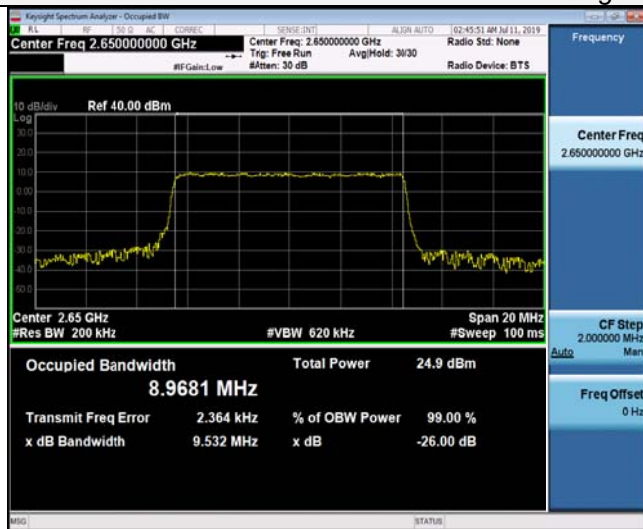 Keysight Spectrum Analyzer - Occupied BW
RL RF 50 Ω AC CORREC SENSE:INT ALIGN AUTO 02:45:51 AM Jul 11, 2019
Center Freq 2.650000000 GHz
Center Freq: 2.650000000 GHz
Radio Std: None
Trig: Free Run Avg|Hold: 30/30
#IFGain:Low
#Atten: 30 dB
Radio Device: BTS
10 dB/div Ref 40.00 dBm
Log
30.0
20.0
10.0
0.00
-10.0
-20.0
-30.0
-40.0
-50.0
Center 2.65 GHz
Span 20 MHz
#Res BW 200 kHz
#VBW 620 kHz
#Sweep 100 ms
Occupied Bandwidth
Total Power 24.9 dBm
8.9681 MHz
Transmit Freq Error 2.364 kHz % of OBW Power 99.00 %
x dB Bandwidth 9.532 MHz x dB -26.00 dB
MSG
STATUS
Frequency
Center Freq
2.650000000 GHz
CF Step
2.000000 MHz
Auto Man
Freq Offset
0 Hz